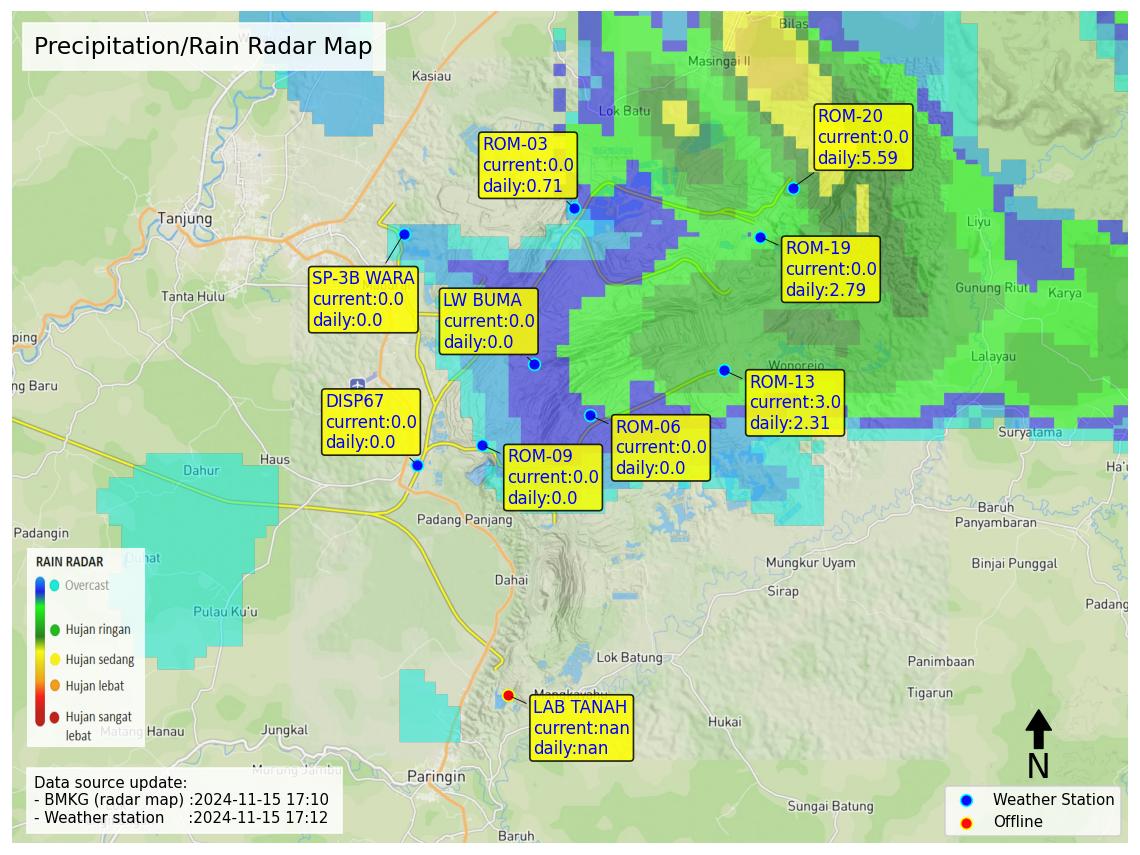 Precipitation/Rain Radar Map
Bilas
Masingai II
Kasiau
Lok Batu
ROM-20
current:0.0
daily:5.59
ROM-03
current:0.0
daily:0.71
Tanjung
Liyu
ROM-19
current:0.0
daily:2.79
SP-3B WARA
current:0.0
daily:0.0
Tanta Hulu
LW BUMA
current:0.0
daily:0.0
Gunung Riut
Karya
ping
Lalayau
Wonorejo
ng Baru
ROM-13
current:3.0
daily:2.31
DISP67
current:0.0
daily:0.0
ROM-06
current:0.0
daily:0.0
Suryatama
ROM-09
current:0.0
daily:0.0
Haus
Dahur
Ha'u
Padangin
Padang Panjang
Baruh
Panyambaran
RAIN RADAR
Overcast
Hujan ringan
Hujan sedang
Hujan lebat
Hujan sangat
lebat
Mungkur Uyam
Binjai Punggal
Dahai
Sirap
Padang
Pulau Ku'u
Lok Batung
Panimbaan
Tigarun
Mangkayahu
LAB TANAH
current:nan
daily:nan
Hukai
Matang Hanau
Jungkal
Murung Jambu
Paringin
N
Data source update:
- BMKG (radar map) :2024-11-15 17:10
- Weather station :2024-11-15 17:12
Sungai Batung
Baruh
Weather Station
Offline